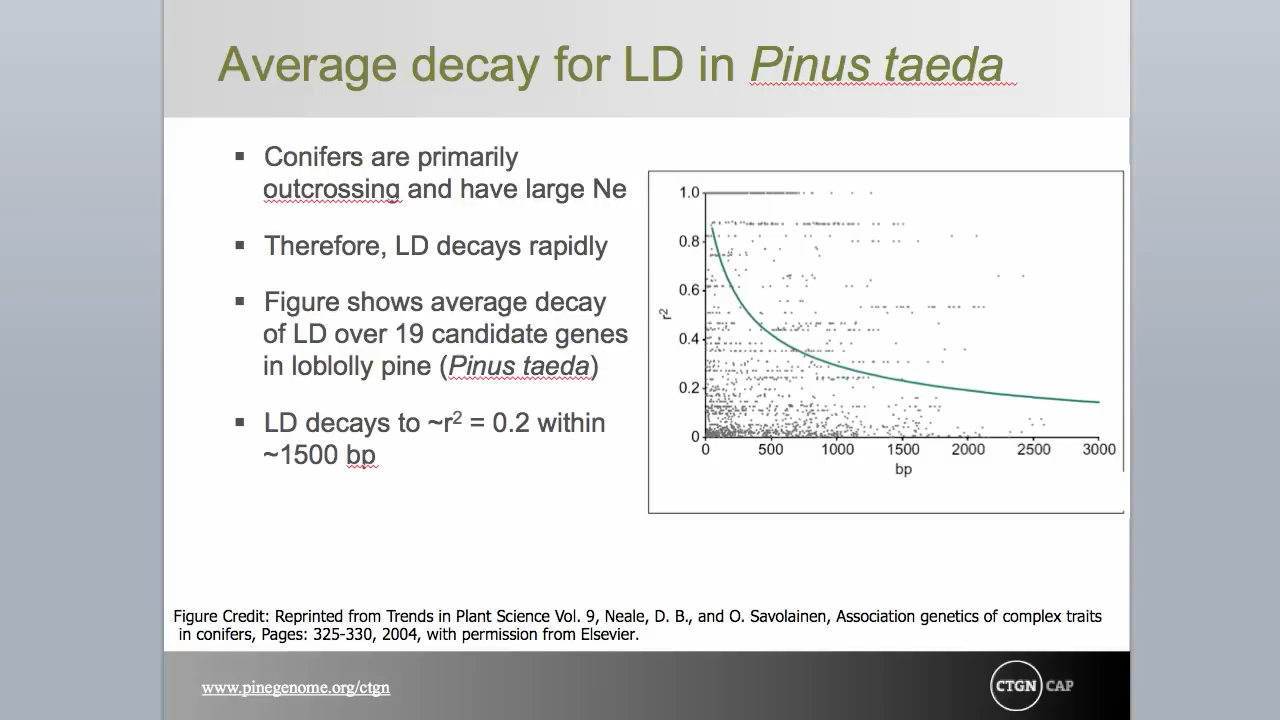 Average decay for LD in Pinus taeda
▪ Conifers are primarily
outcrossing and have large Ne
▪ Therefore, LD decays rapidly
▪ Figure shows average decay
of LD over 19 candidate genes
in loblolly pine (Pinus taeda)
▪ LD decays to ~r² = 0.2 within
~1500 bp
1.0
0.8
0.6
r²
0.4
0.2
0
0 500 1000 1500 2000 2500 3000
bp
Figure Credit: Reprinted from Trends in Plant Science Vol. 9, Neale, D. B., and O. Savolainen, Association genetics of complex traits
in conifers, Pages: 325-330, 2004, with permission from Elsevier.
www.pinegenome.org/ctgn
CTGN CAP